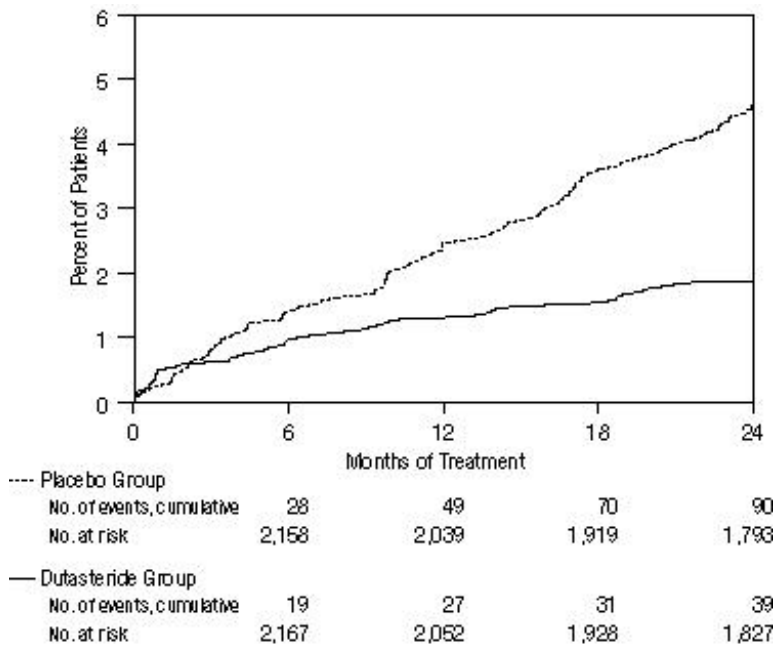 6
5
4
3
2
1
0
Percent of Patients
0 6 12 18 24
Months of Treatment
Placebo Group
No. of events, cumulative 28 49 70 90
No. at risk 2,158 2,039 1,919 1,793
Dutasteride Group
No. of events, cumulative 19 27 31 39
No. at risk 2,167 2,052 1,928 1,827